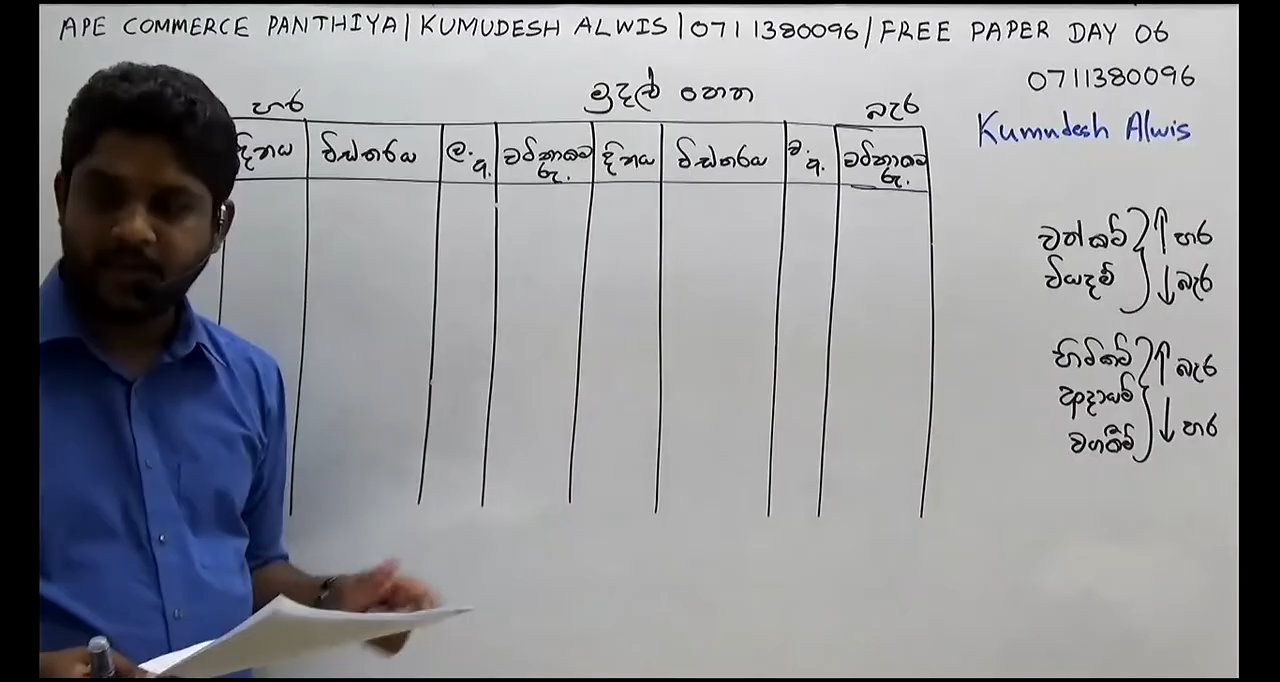 APE COMMERCE PANTHIYA | KUMUDESH ALWIS | 0711380096 / FREE PAPER DAY 06
0711380096
Kumudesh Alwis
හර මුදල් පොත බැර
දිනය විස්තරය ල. අ. වටිනාකම රු. දිනය විස්තරය ව. අ. වටිනාකම රු.
වත්කම් ↑ හර
වියදම් ↓ බැර
හිමිකම් ↑ බැර
ආදායම්
වගකීම් ↓ හර